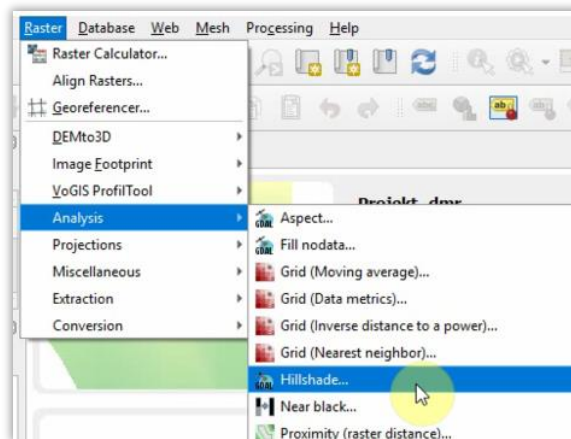 Raster Database Web Mesh Processing Help
Raster Calculator...
Align Rasters...
Georeferencer...
DEMto3D
Image Footprint
VoGIS ProfilTool
Analysis
Projections
Miscellaneous
Extraction
Conversion
Projekt dmr
Aspect...
Fill nodata...
Grid (Moving average)...
Grid (Data metrics)...
Grid (Inverse distance to a power)...
Grid (Nearest neighbor)...
Hillshade...
Near black...
Proximity (raster distance)...